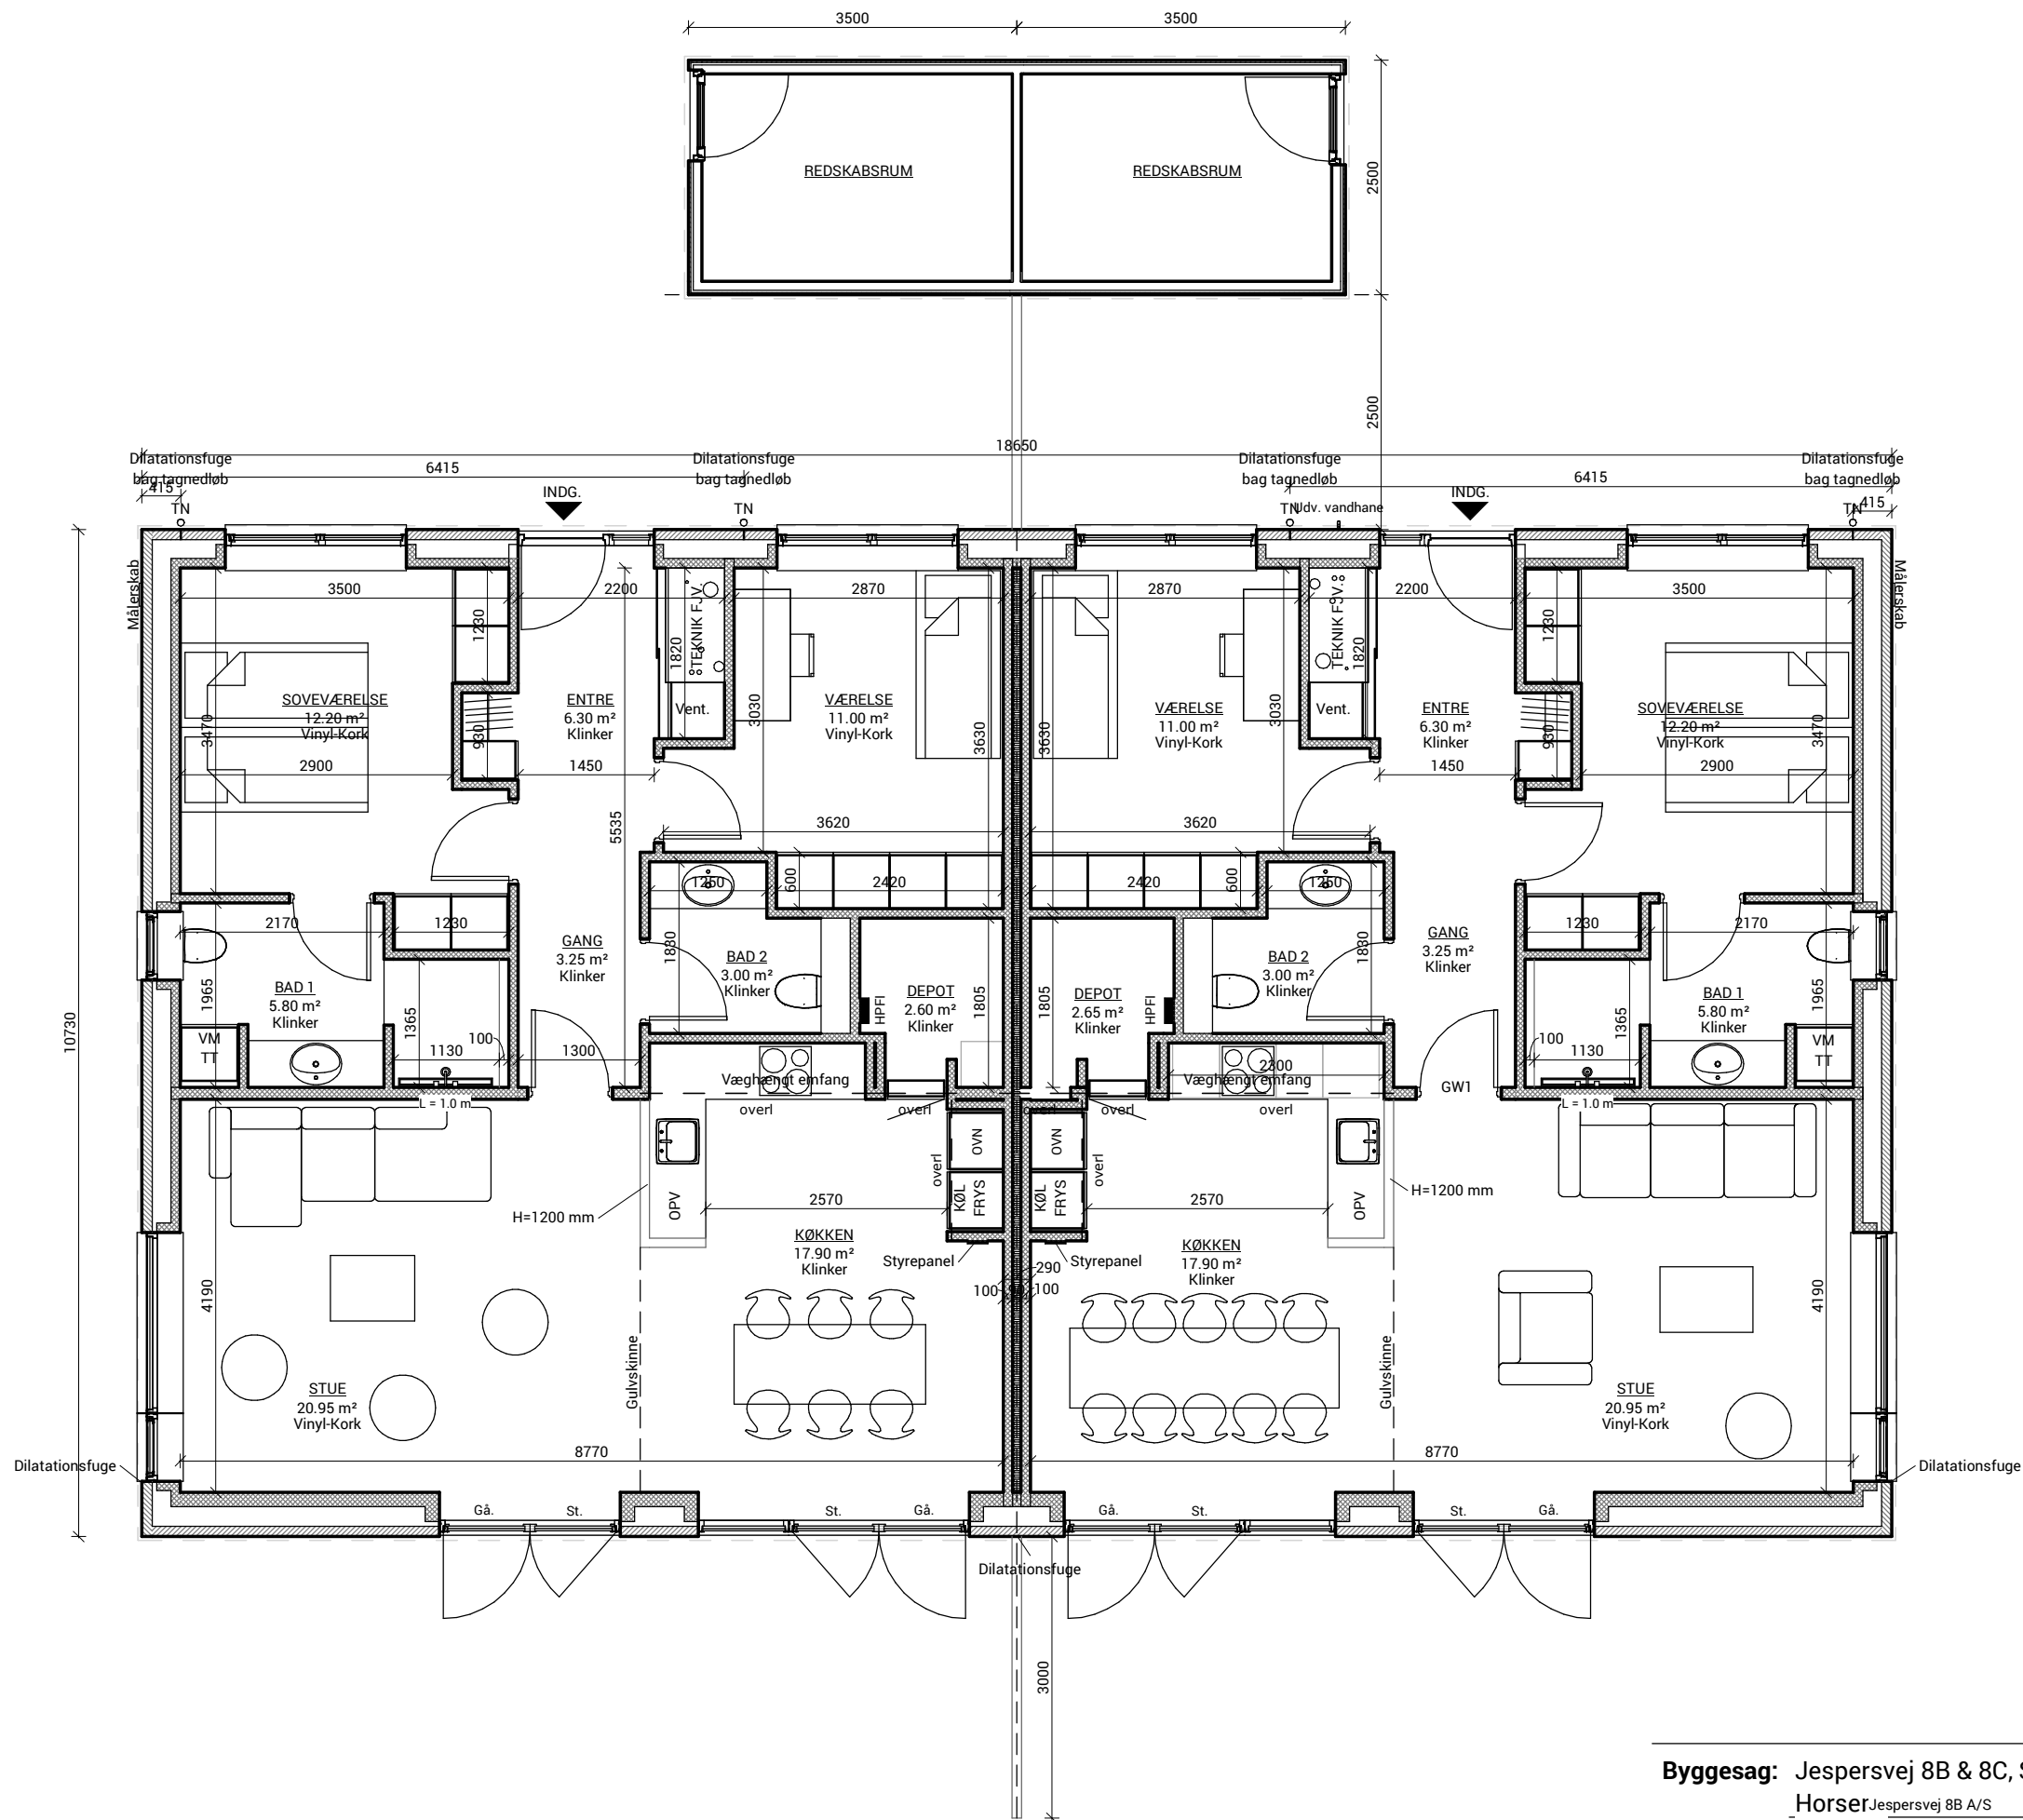 3500
3500
REDSKABSRUM
REDSKABSRUM
2500
2500
18650
Dilatationsfuge
bag tagnedløb
6415
Dilatationsfuge
bag tagnedløb
Dilatationsfuge
bag tagnedløb
6415
Dilatationsfuge
bag tagnedløb
415
415
TN
INDG.
TN
TN
Udv. vandhane
INDG.
TN
Målerskab
Målerskab
10730
3500
2200
2870
2870
2200
3500
1230
1820
TEKNIK FJV.
TEKNIK FJV.
1820
1230
SOVEVÆRELSE
12.20 m²
Vinyl-Kork
3470
2900
930
ENTRE
6.30 m²
Klinker
1450
Vent.
3030
VÆRELSE
11.00 m²
Vinyl-Kork
3630
3630
VÆRELSE
11.00 m²
Vinyl-Kork
3030
Vent.
ENTRE
6.30 m²
Klinker
1450
930
SOVEVÆRELSE
12.20 m²
Vinyl-Kork
3470
2900
5535
3620
3620
1250
600
2420
2420
600
1250
2170
1230
1230
2170
GANG
3.25 m²
Klinker
1830
BAD 2
3.00 m²
Klinker
BAD 2
3.00 m²
Klinker
1830
GANG
3.25 m²
Klinker
1965
BAD 1
5.80 m²
Klinker
1365
DEPOT
2.60 m²
Klinker
HPFI
1805
1805
DEPOT
2.65 m²
Klinker
HPFI
1365
BAD 1
5.80 m²
Klinker
1965
VM
TT
1130
100
1300
2300
GW1
100
1130
VM
TT
L = 1.0 m
Væghængt emfang
Væghængt emfang
L = 1.0 m
overl
overl
overl
overl
overl
OVN
OVN
overl
overl
KØL
FRYS
KØL
FRYS
OPV
OPV
H=1200 mm
2570
2570
H=1200 mm
KØKKEN
17.90 m²
Klinker
Styrepanel
Styrepanel
KØKKEN
17.90 m²
Klinker
290
100
90
100
4190
4190
Gulvskinne
Gulvskinne
STUE
20.95 m²
Vinyl-Kork
STUE
20.95 m²
Vinyl-Kork
8770
8770
Dilatationsfuge
Dilatationsfuge
Gå.
St.
St.
Gå.
Gå.
St.
St.
Gå.
Dilatationsfuge
3000
Byggesag: Jespersvej 8B & 8C, S
Horser Jespersvej 8B A/S